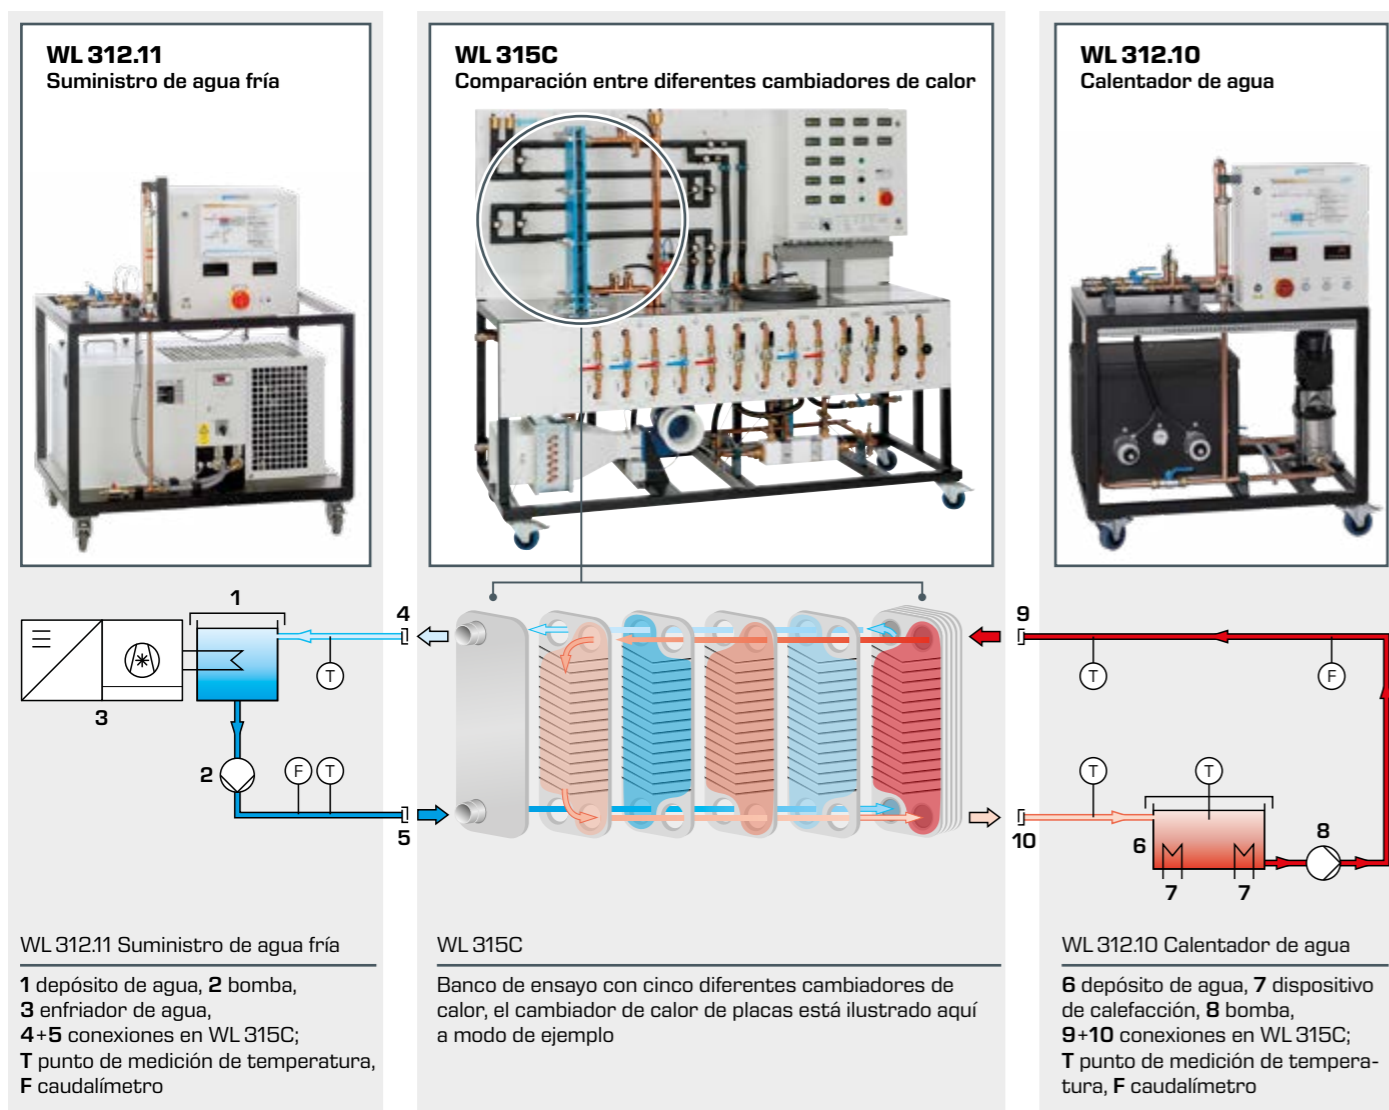 WL 312.11
Suministro de agua fría
WL 315C
Comparación entre diferentes cambiadores de calor
WL 312.10
Calentador de agua
1
4
3
2
F
T
T
5
9
T
F
T
T
10
6
7
7
8
WL 312.11 Suministro de agua fría
1 depósito de agua, 2 bomba,
3 enfriador de agua,
4+5 conexiones en WL 315C;
T punto de medición de temperatura,
F caudalímetro
WL 315C
Banco de ensayo con cinco diferentes cambiadores de
calor, el cambiador de calor de placas está ilustrado aquí
a modo de ejemplo
WL 312.10 Calentador de agua
6 depósito de agua, 7 dispositivo
de calefacción, 8 bomba,
9+10 conexiones en WL 315C;
T punto de medición de tempera-
tura, F caudalímetro